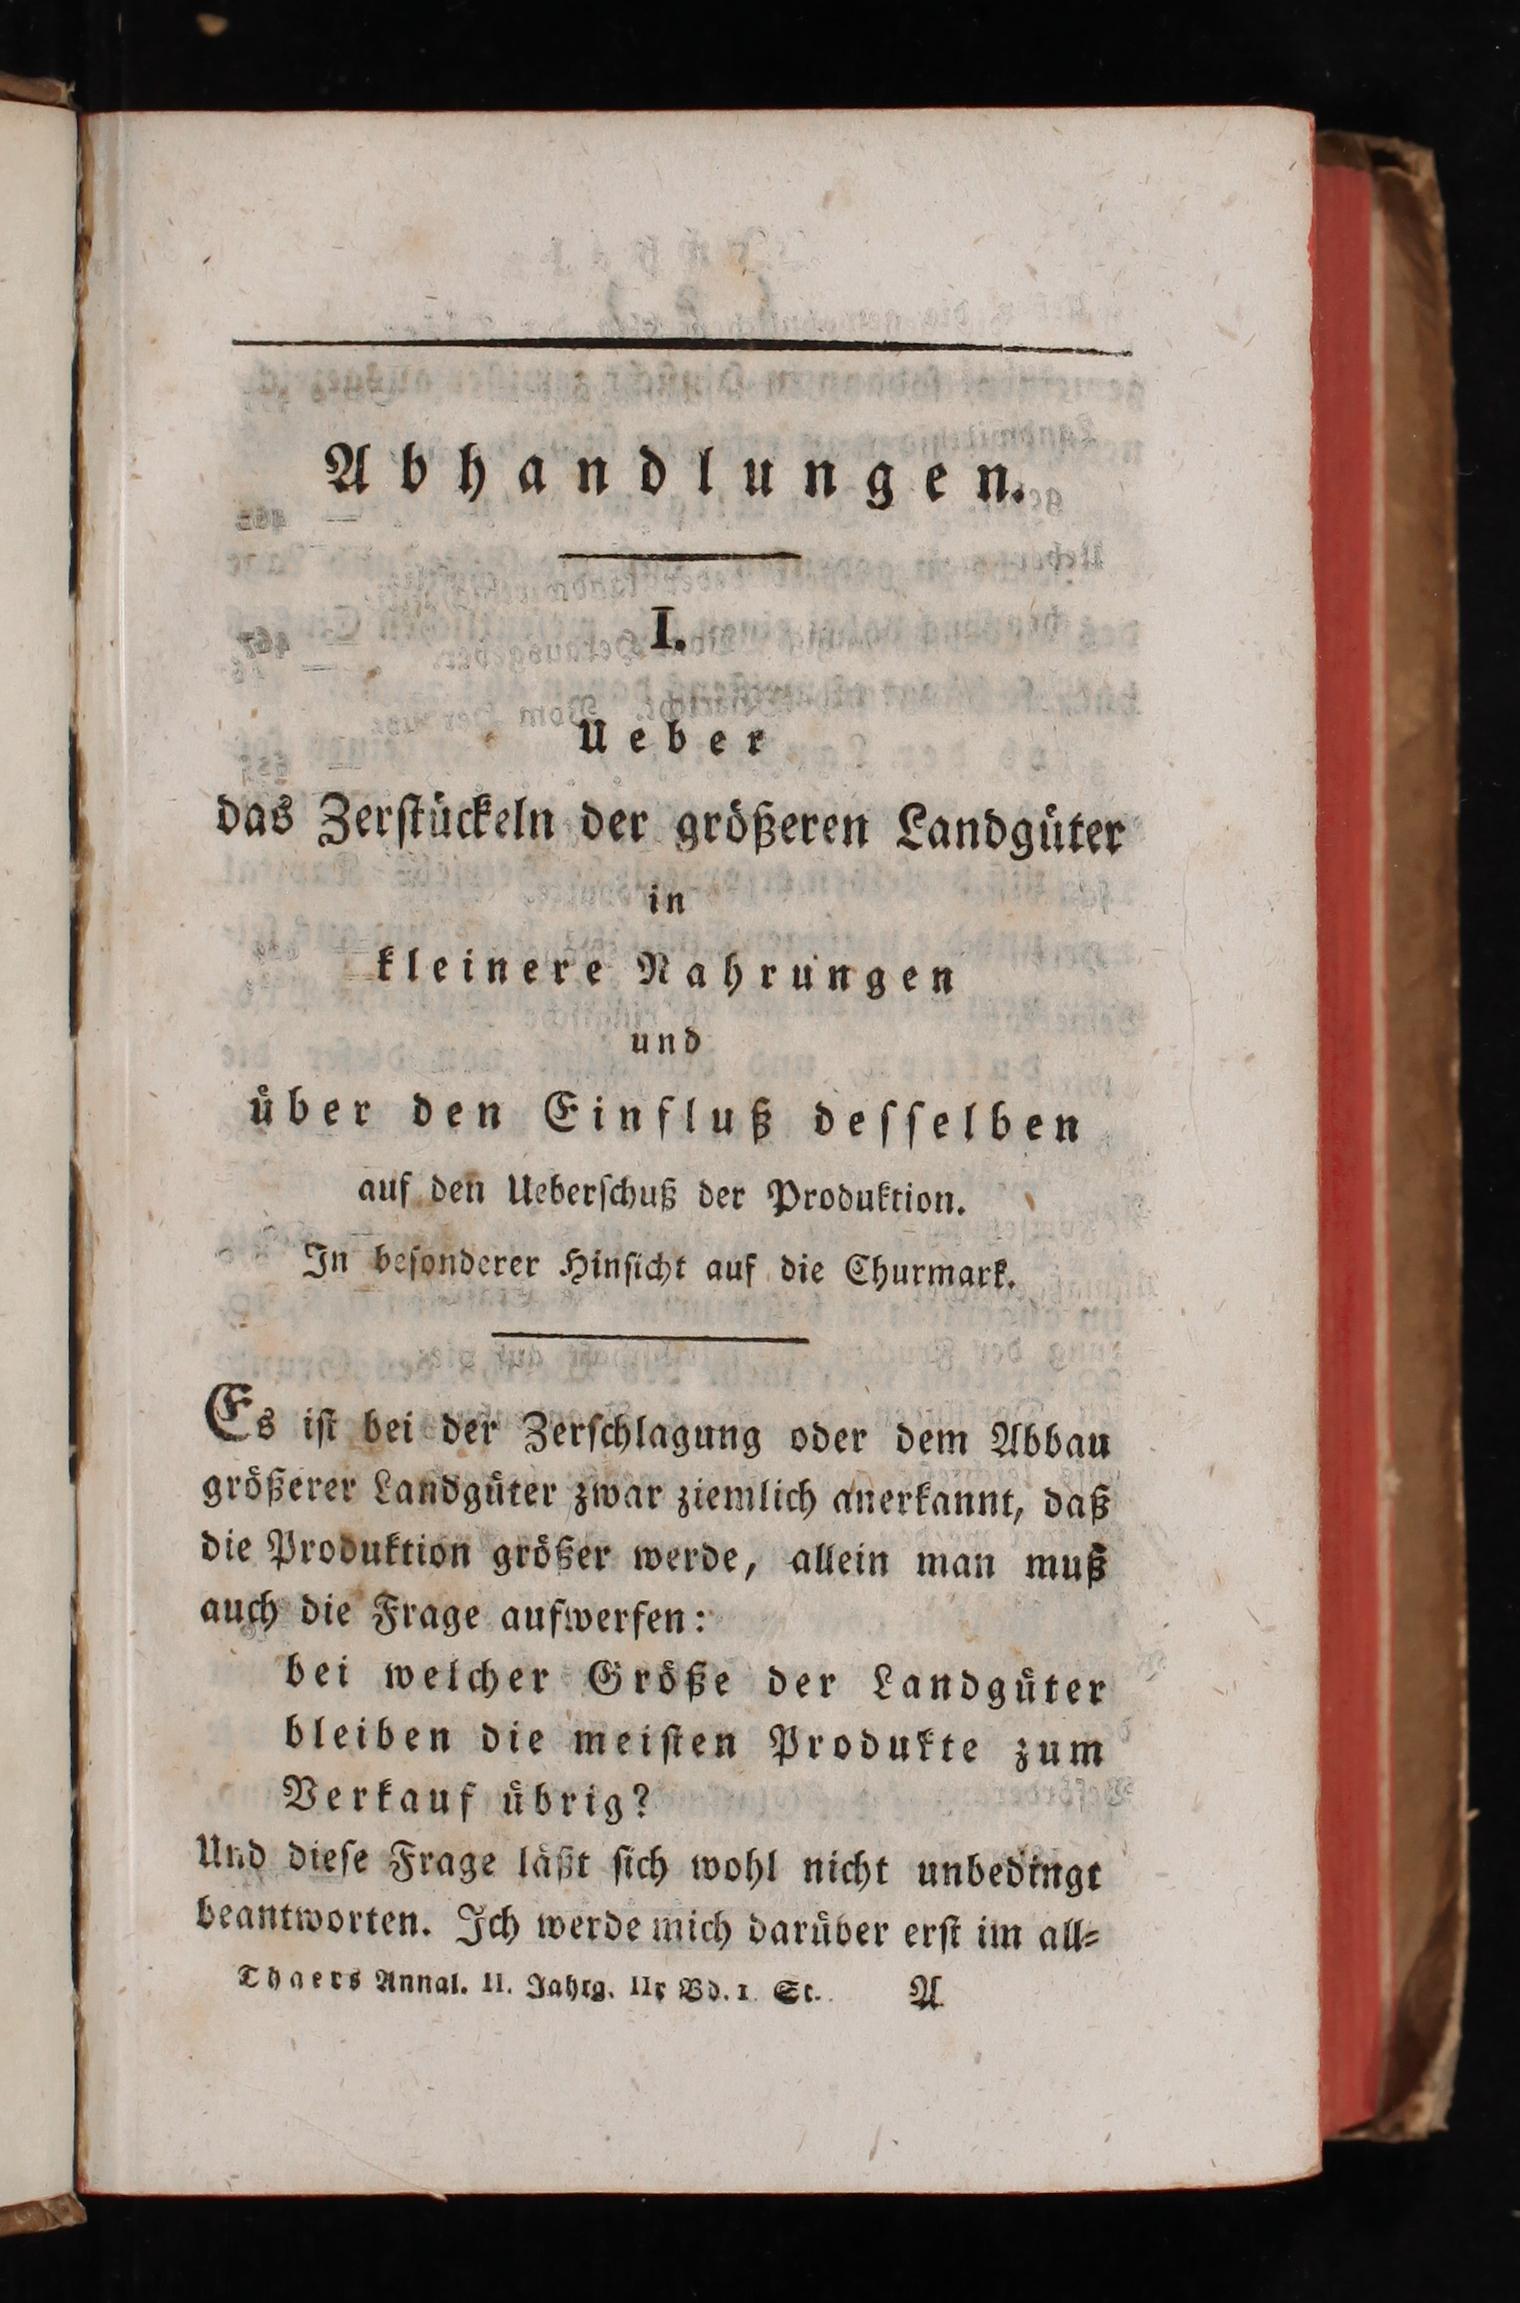 Abhandlungen.
I.
Ueber
das Zerstückeln der größeren Landgüter
in
kleinere Nahrungen
und
über den Einfluß desselben
auf den Ueberschuß der Produktion.
In besonderer Hinsicht auf die Churmark.
Es ist bei der Zerschlagung oder dem Abbau
größerer Landgüter zwar ziemlich anerkannt, daß
die Produktion größer werde, allein man muß
auch die Frage aufwerfen:
bei welcher Größe der Landgüter
bleiben die meisten Produkte zum
Verkauf übrig?
Und diese Frage läßt sich wohl nicht unbedingt
beantworten. Ich werde mich darüber erst im all-
Thaers Annal. II. Jahrg. IIr Bd. 1 St. A